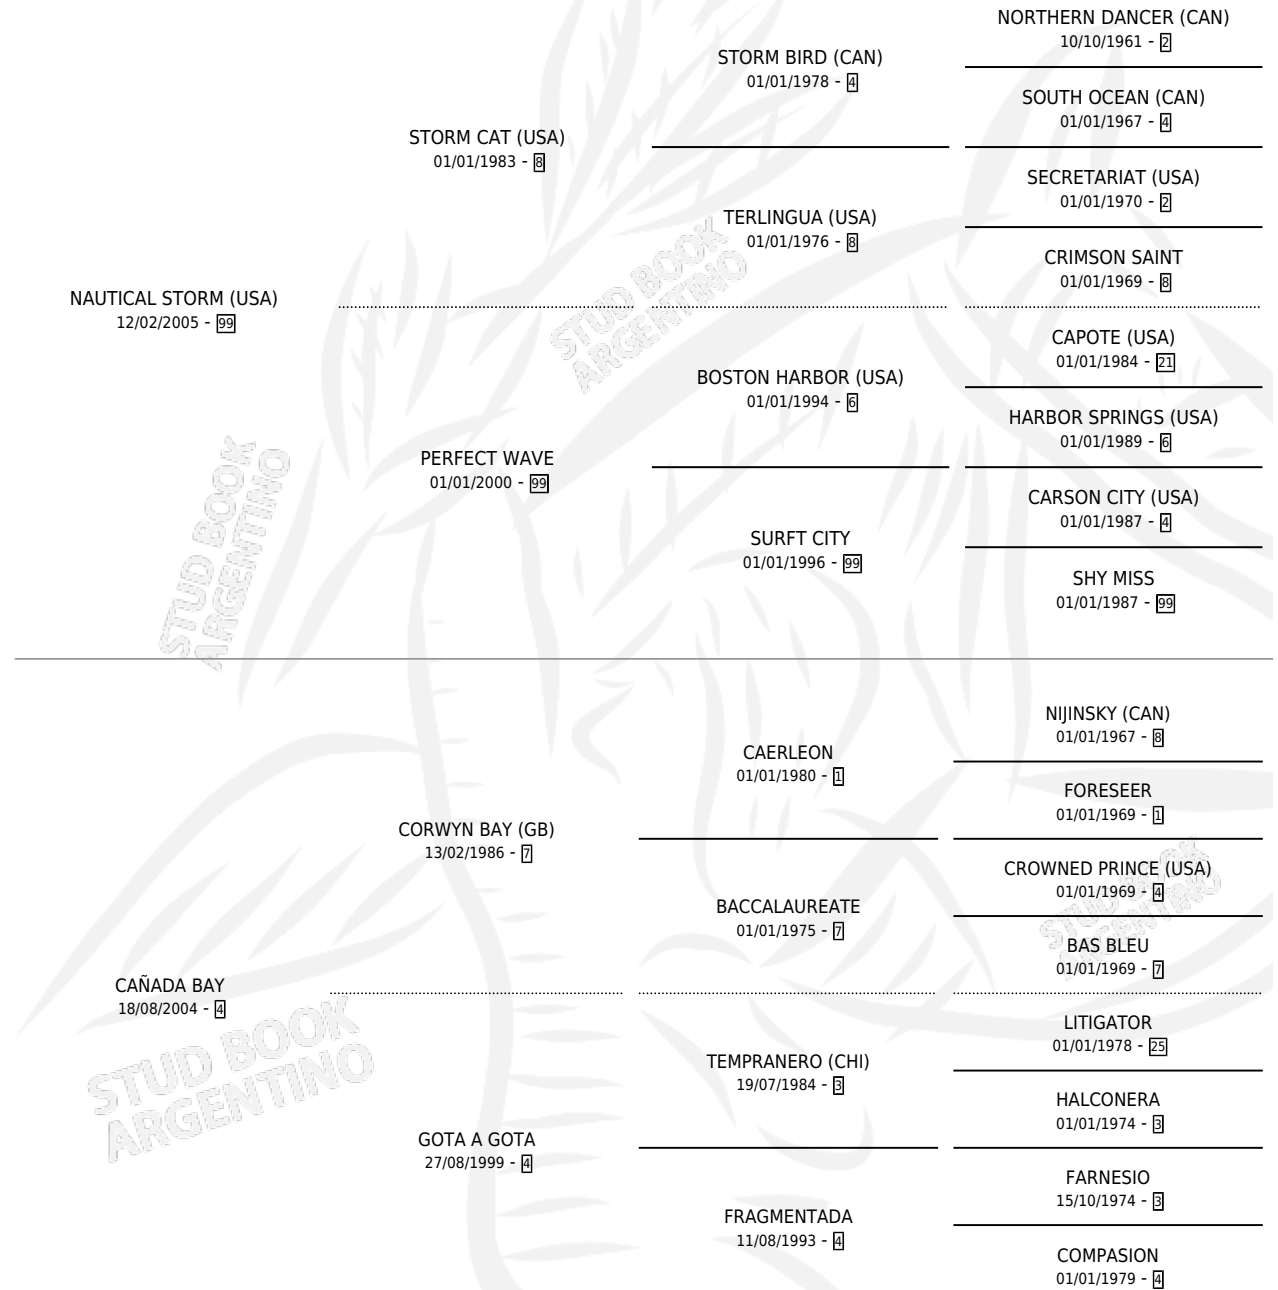 NORTHERN DANCER (CAN)
10/10/1961 - 2
STORM BIRD (CAN)
01/01/1978 - 4
SOUTH OCEAN (CAN)
01/01/1967 - 4
STORM CAT (USA)
01/01/1983 - 8
SECRETARIAT (USA)
01/01/1970 - 2
TERLINGUA (USA)
01/01/1976 - 8
CRIMSON SAINT
01/01/1969 - 8
NAUTICAL STORM (USA)
12/02/2005 - 99
CAPOTE (USA)
01/01/1984 - 21
BOSTON HARBOR (USA)
01/01/1994 - 6
HARBOR SPRINGS (USA)
01/01/1989 - 6
PERFECT WAVE
01/01/2000 - 99
CARSON CITY (USA)
01/01/1987 - 4
SURFT CITY
01/01/1996 - 99
SHY MISS
01/01/1987 - 99
STUD BOOK
ARGENTINO
STUD BOOK
ARGENTINO
NIJINSKY (CAN)
01/01/1967 - 8
CAERLEON
01/01/1980 - 1
FORESEER
01/01/1969 - 1
CORWYN BAY (GB)
13/02/1986 - 7
CROWNED PRINCE (USA)
01/01/1969 - 4
BACCALAUREATE
01/01/1975 - 7
BAS BLEU
01/01/1969 - 7
STUD BOOK
ARGENTINO
CAÑADA BAY
18/08/2004 - 4
LITIGATOR
01/01/1978 - 25
TEMPRANERO (CHI)
19/07/1984 - 3
HALCONERA
01/01/1974 - 3
GOTA A GOTA
27/08/1999 - 4
FARNESIO
15/10/1974 - 3
FRAGMENTADA
11/08/1993 - 4
COMPASION
01/01/1979 - 4
STUD BOOK
ARGENTINO